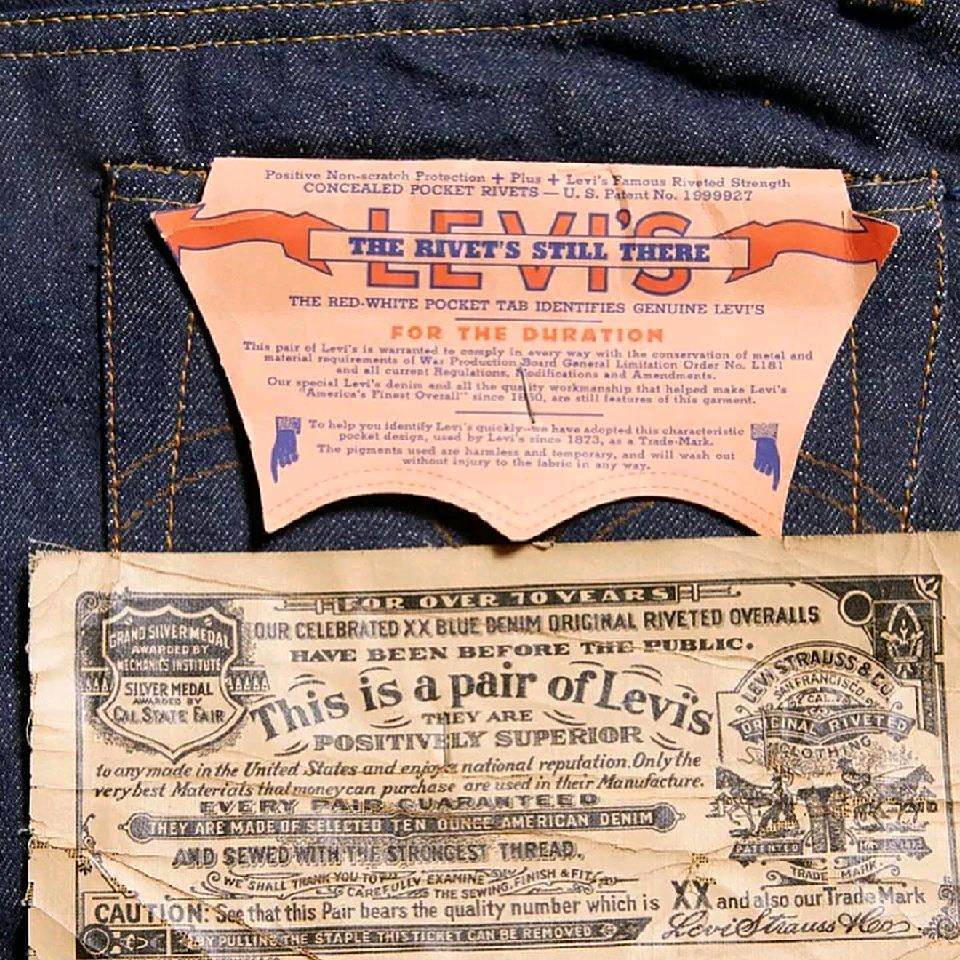 Positive Non-scratch Protection + Plus + Levi's Famous Riveted Strength
CONCEALED POCKET RIVETS — U. S. Patent No. 1999927
LEVI'S
THE RIVET'S STILL THERE
THE RED-WHITE POCKET TAB IDENTIFIES GENUINE LEVI'S
FOR THE DURATION
This pair of Levi's is warranted to comply in every way with the conservation of metal and
material requirements of War Production Board General Limitation Order No. L181
and all current Regulations, Modifications and Amendments.
Our special Levi's denim and all the quality workmanship that helped make Levi's
"America's Finest Overall" since 1850, are still features of this garment.
To help you identify Levi's quickly--we have adopted this characteristic
pocket design, used by Levi's since 1873, as a Trade-Mark.
The pigments used are harmless and temporary, and will wash out
without injury to the fabric in any way.
FOR OVER 70 YEARS
OUR CELEBRATED XX BLUE DENIM ORIGINAL RIVETED OVERALLS
HAVE BEEN BEFORE THE PUBLIC.
GRAND SILVER MEDAL
AWARDED BY
MECHANICS INSTITUTE
SILVER MEDAL
AWARDED BY
CAL. STATE FAIR
This is a pair of Levi's
THEY ARE
POSITIVELY SUPERIOR
to any made in the United States and enjoy a national reputation. Only the
very best Materials that money can purchase are used in their Manufacture.
EVERY PAIR GUARANTEED
THEY ARE MADE OF SELECTED TEN OUNCE AMERICAN DENIM
AND SEWED WITH THE STRONGEST THREAD.
WE SHALL THANK YOU TO
CAREFULLY EXAMINE
THE SEWING, FINISH & FIT
LEVI STRAUSS & CO.
SAN FRANCISCO,
CAL.
ORIGINAL RIVETED
CLOTHING
PATENTED
TRADE MARK
CAUTION: See that this Pair bears the quality number which is XX and also our Trade Mark
BY PULLING THE STAPLE THIS TICKET CAN BE REMOVED
Levi Strauss & Co